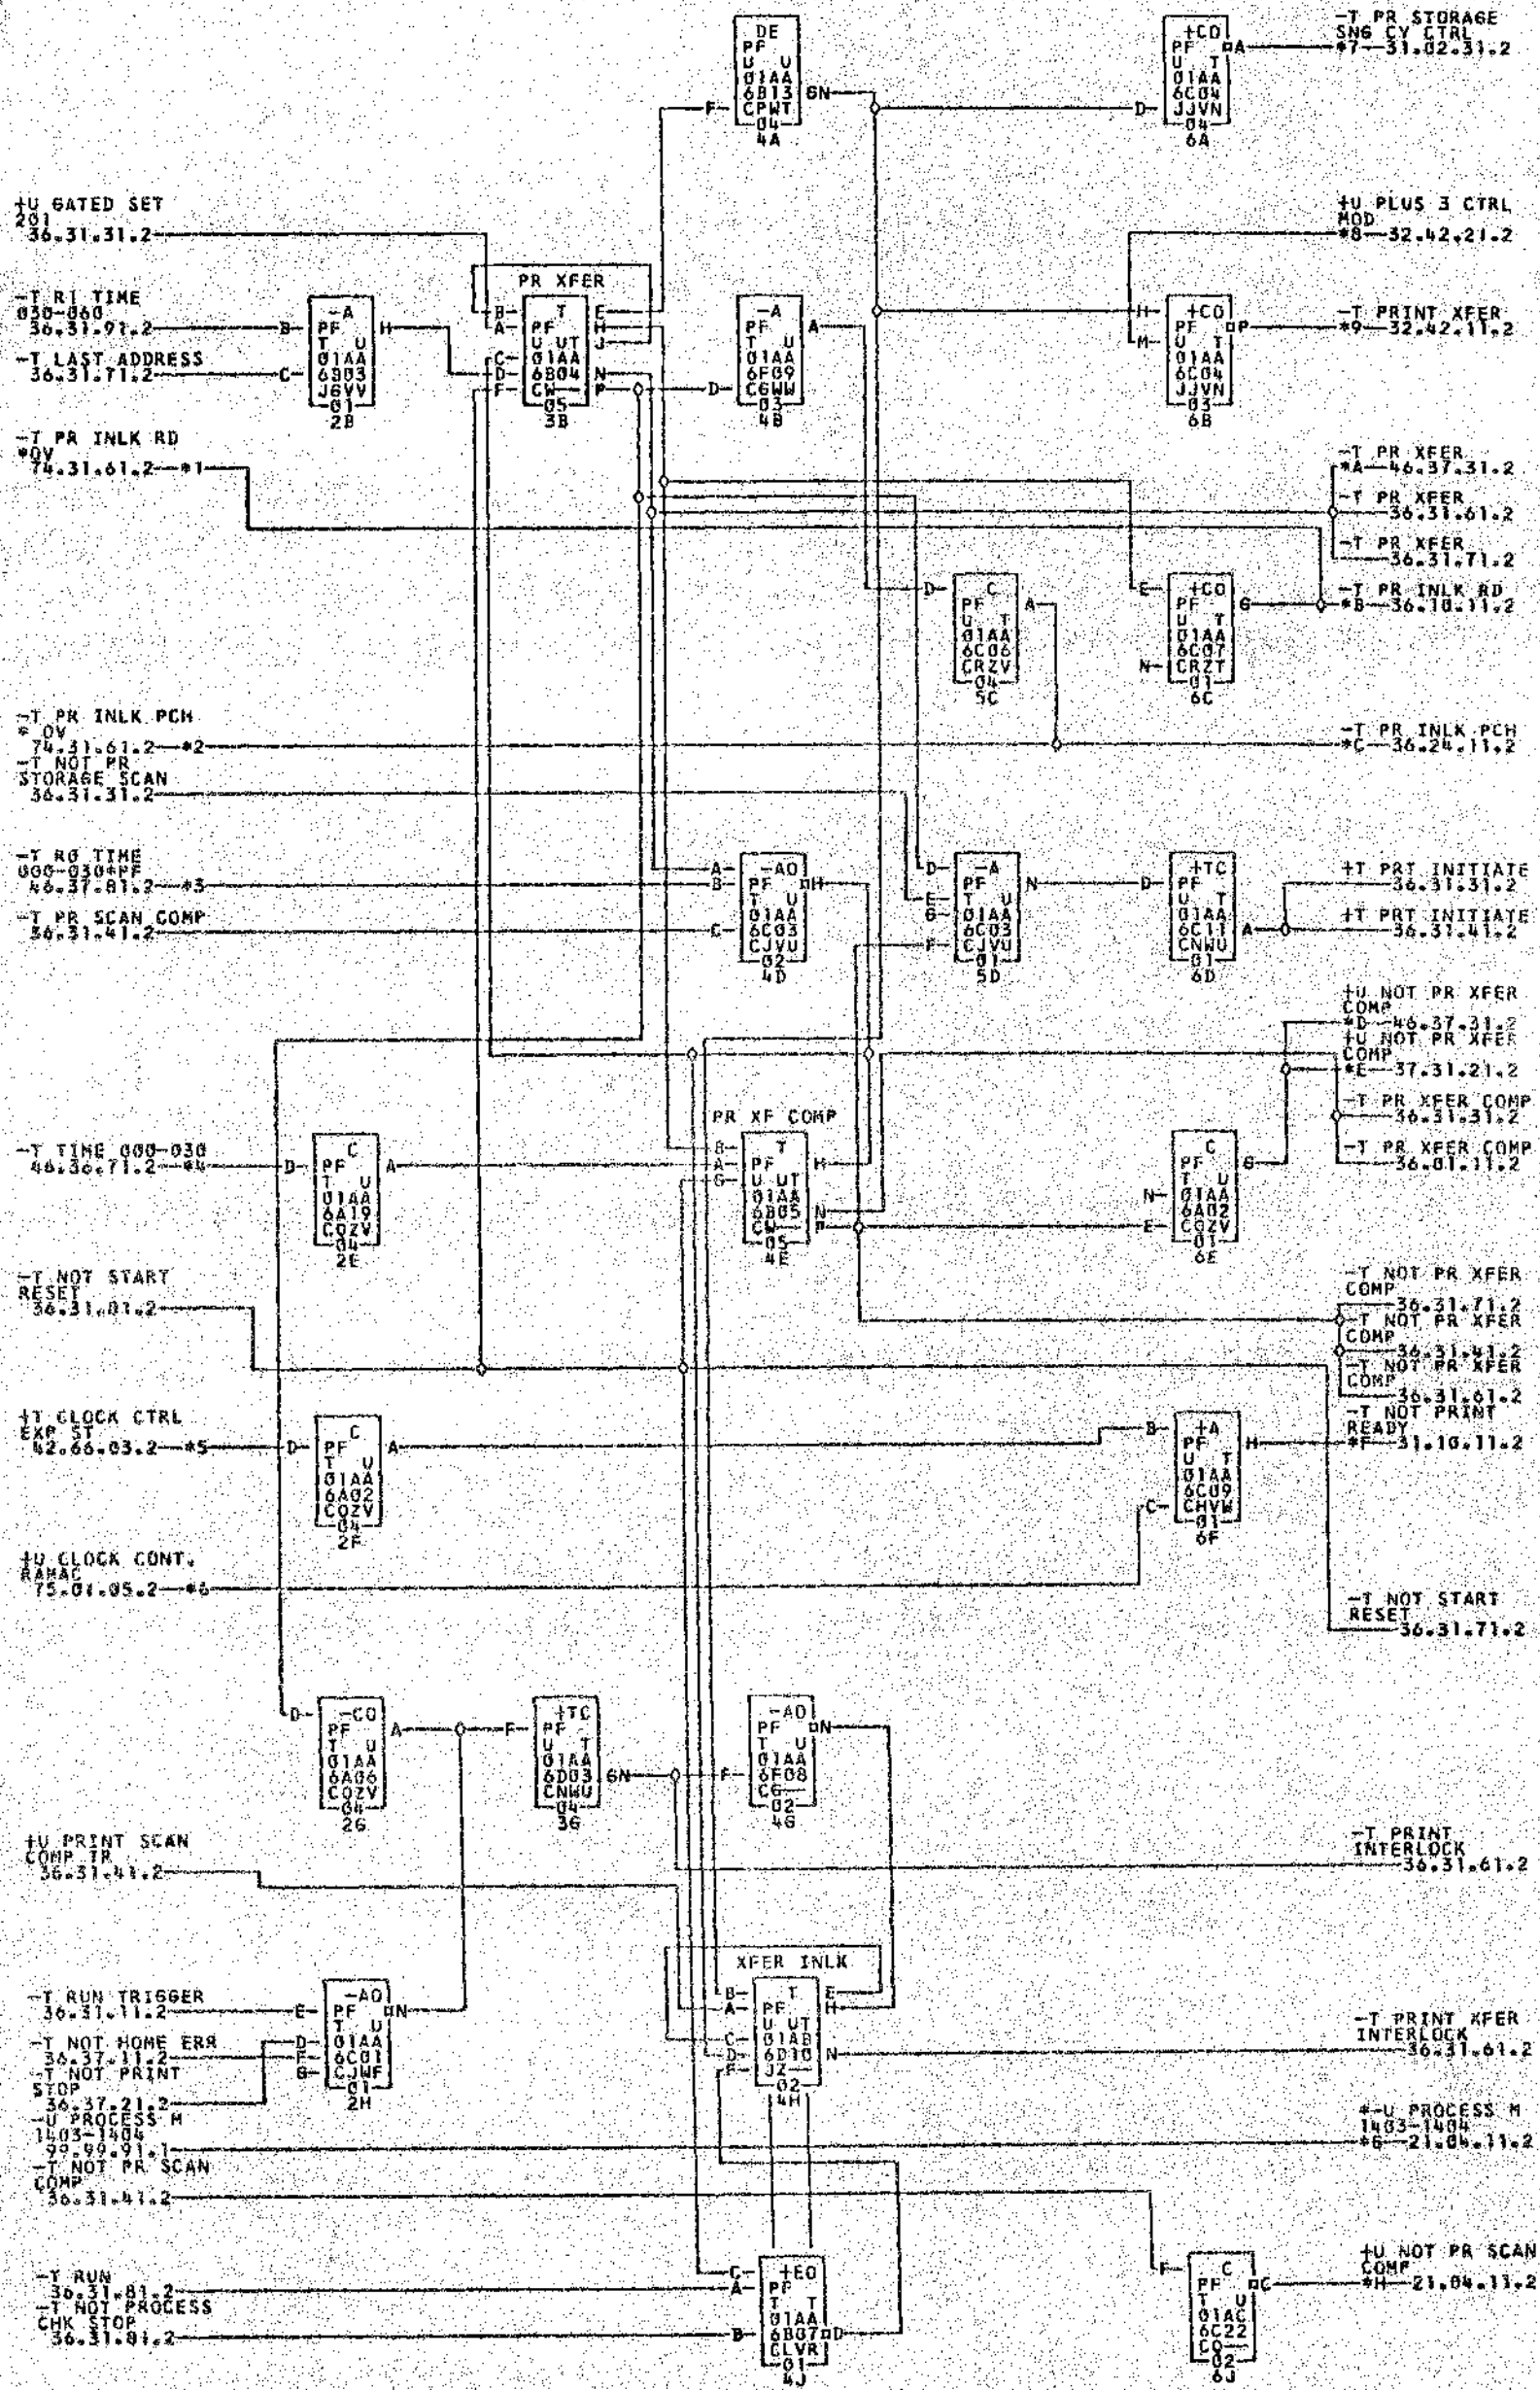 -T PR STORAGE
SNG CY CTRL
*7-31.02.31.2
DE
PF
U U
01AA
6B13 GN
F CPWT
04
4A
+CO
PF A
U T
01AA
6C04
D JJVN
04
6A
+U GATED SET
201
36.31.31.2
+U PLUS 3 CTRL
MOD
*8-32.42.21.2
-T RI TIME
030-060
36.31.91.2
-T LAST ADDRESS
36.31.71.2
-A
B PF H
T U
01AA
C 6B03
JGVV
01
2B
PR XFER
B T E
A PF H
U UT J
C 01AA
D 6B04 N
F CW-- P
05
3B
-A
PF A
T U
01AA
6F09
D CGWW
03
4B
H +CO
PF P
M U T
01AA
6C04
JJVN
03
6B
-T PRINT XFER
*9-32.42.11.2
-T PR INLK RD
*OV
74.31.61.2-*1
-T PR XFER
*A-46.37.31.2
-T PR XFER
36.31.61.2
-T PR XFER
36.31.71.2
-T PR INLK RD
*B-36.10.11.2
D C
PF A
U T
01AA
6C06
CRZV
04
5C
E +CO
PF G
U T
01AA
6C07
N CRZT
01
6C
-T PR INLK PCH
* OV
74.31.61.2-*2
-T NOT PR
STORAGE SCAN
36.31.31.2
-T PR INLK PCH
*C-36.24.11.2
-T RO TIME
000-030*PF
46.37.81.2-*3
-T PR SCAN COMP
36.31.41.2
A -AO
B PF H
T U
01AA
C 6C03
CJVU
02
4D
D -A
PF N
E T U
G 01AA
6C03
F CJVU
01
5D
+TC
D PF
U T
01AA
6C11 A
CNWU
01
6D
+T PRT INITIATE
36.31.31.2
+T PRT INITIATE
36.31.41.2
+U NOT PR XFER
COMP
*D-46.37.31.2
+U NOT PR XFER
COMP
*E-37.31.21.2
-T PR XFER COMP
36.31.31.2
-T PR XFER COMP
36.01.11.2
-T TIME 000-030
46.36.71.2-*4
C
D PF A
T U
01AA
6A19
CQZV
04
2E
PR XF COMP
B T
A PF H
G U UT
01AA
6B05 N
CW-- P
05
4E
C
PF G
T U
N 01AA
6A02
E CQZV
01
6E
-T NOT START
RESET
36.31.81.2
-T NOT PR XFER
COMP
36.31.71.2
-T NOT PR XFER
COMP
36.31.41.2
-T NOT PR XFER
COMP
36.31.61.2
+T CLOCK CTRL
EXP ST
42.66.03.2-*5
C
D PF A
T U
01AA
6A02
CQZV
04
2F
B +A
PF H
U T
01AA
6C09
C CHVW
01
6F
-T NOT PRINT
READY
*F-31.10.11.2
+U CLOCK CONT.
RAMAC
75.01.05.2-*6
-T NOT START
RESET
36.31.71.2
D -CO
PF A
T U
01AA
6A06
CQZV
04
2G
+TC
F PF
U T
01AA
6D03 GN
CNWU
04
3G
-AO
PF N
T U
01AA
F 6F08
CG--
02
4G
+U PRINT SCAN
COMP TR
36.31.41.2
-T PRINT
INTERLOCK
36.31.61.2
-T RUN TRIGGER
36.31.11.2
-T NOT HOME ERR
36.37.11.2
-T NOT PRINT
STOP
36.37.21.2
-U PROCESS M
1403-1404
99.99.91.1
-T NOT PR SCAN
COMP
36.31.41.2
-AO
E PF N
T U
D 01AA
F 6C01
G CJWF
01
2H
XFER INLK
B T E
A PF H
U UT
C 01AB
D 6D10 N
F JZ--
02
4H
-T PRINT XFER
INTERLOCK
36.31.61.2
*-U PROCESS M
1403-1404
*G-21.04.11.2
-T RUN
36.31.81.2
-T NOT PROCESS
CHK STOP
36.31.81.2
C +EO
A PF
T T
01AA
B 6B07 D
CLVR
01
4J
F C
PF C
T U
01AC
6C22
CQ--
02
6J
+U NOT PR SCAN
COMP
*H-21.04.11.2